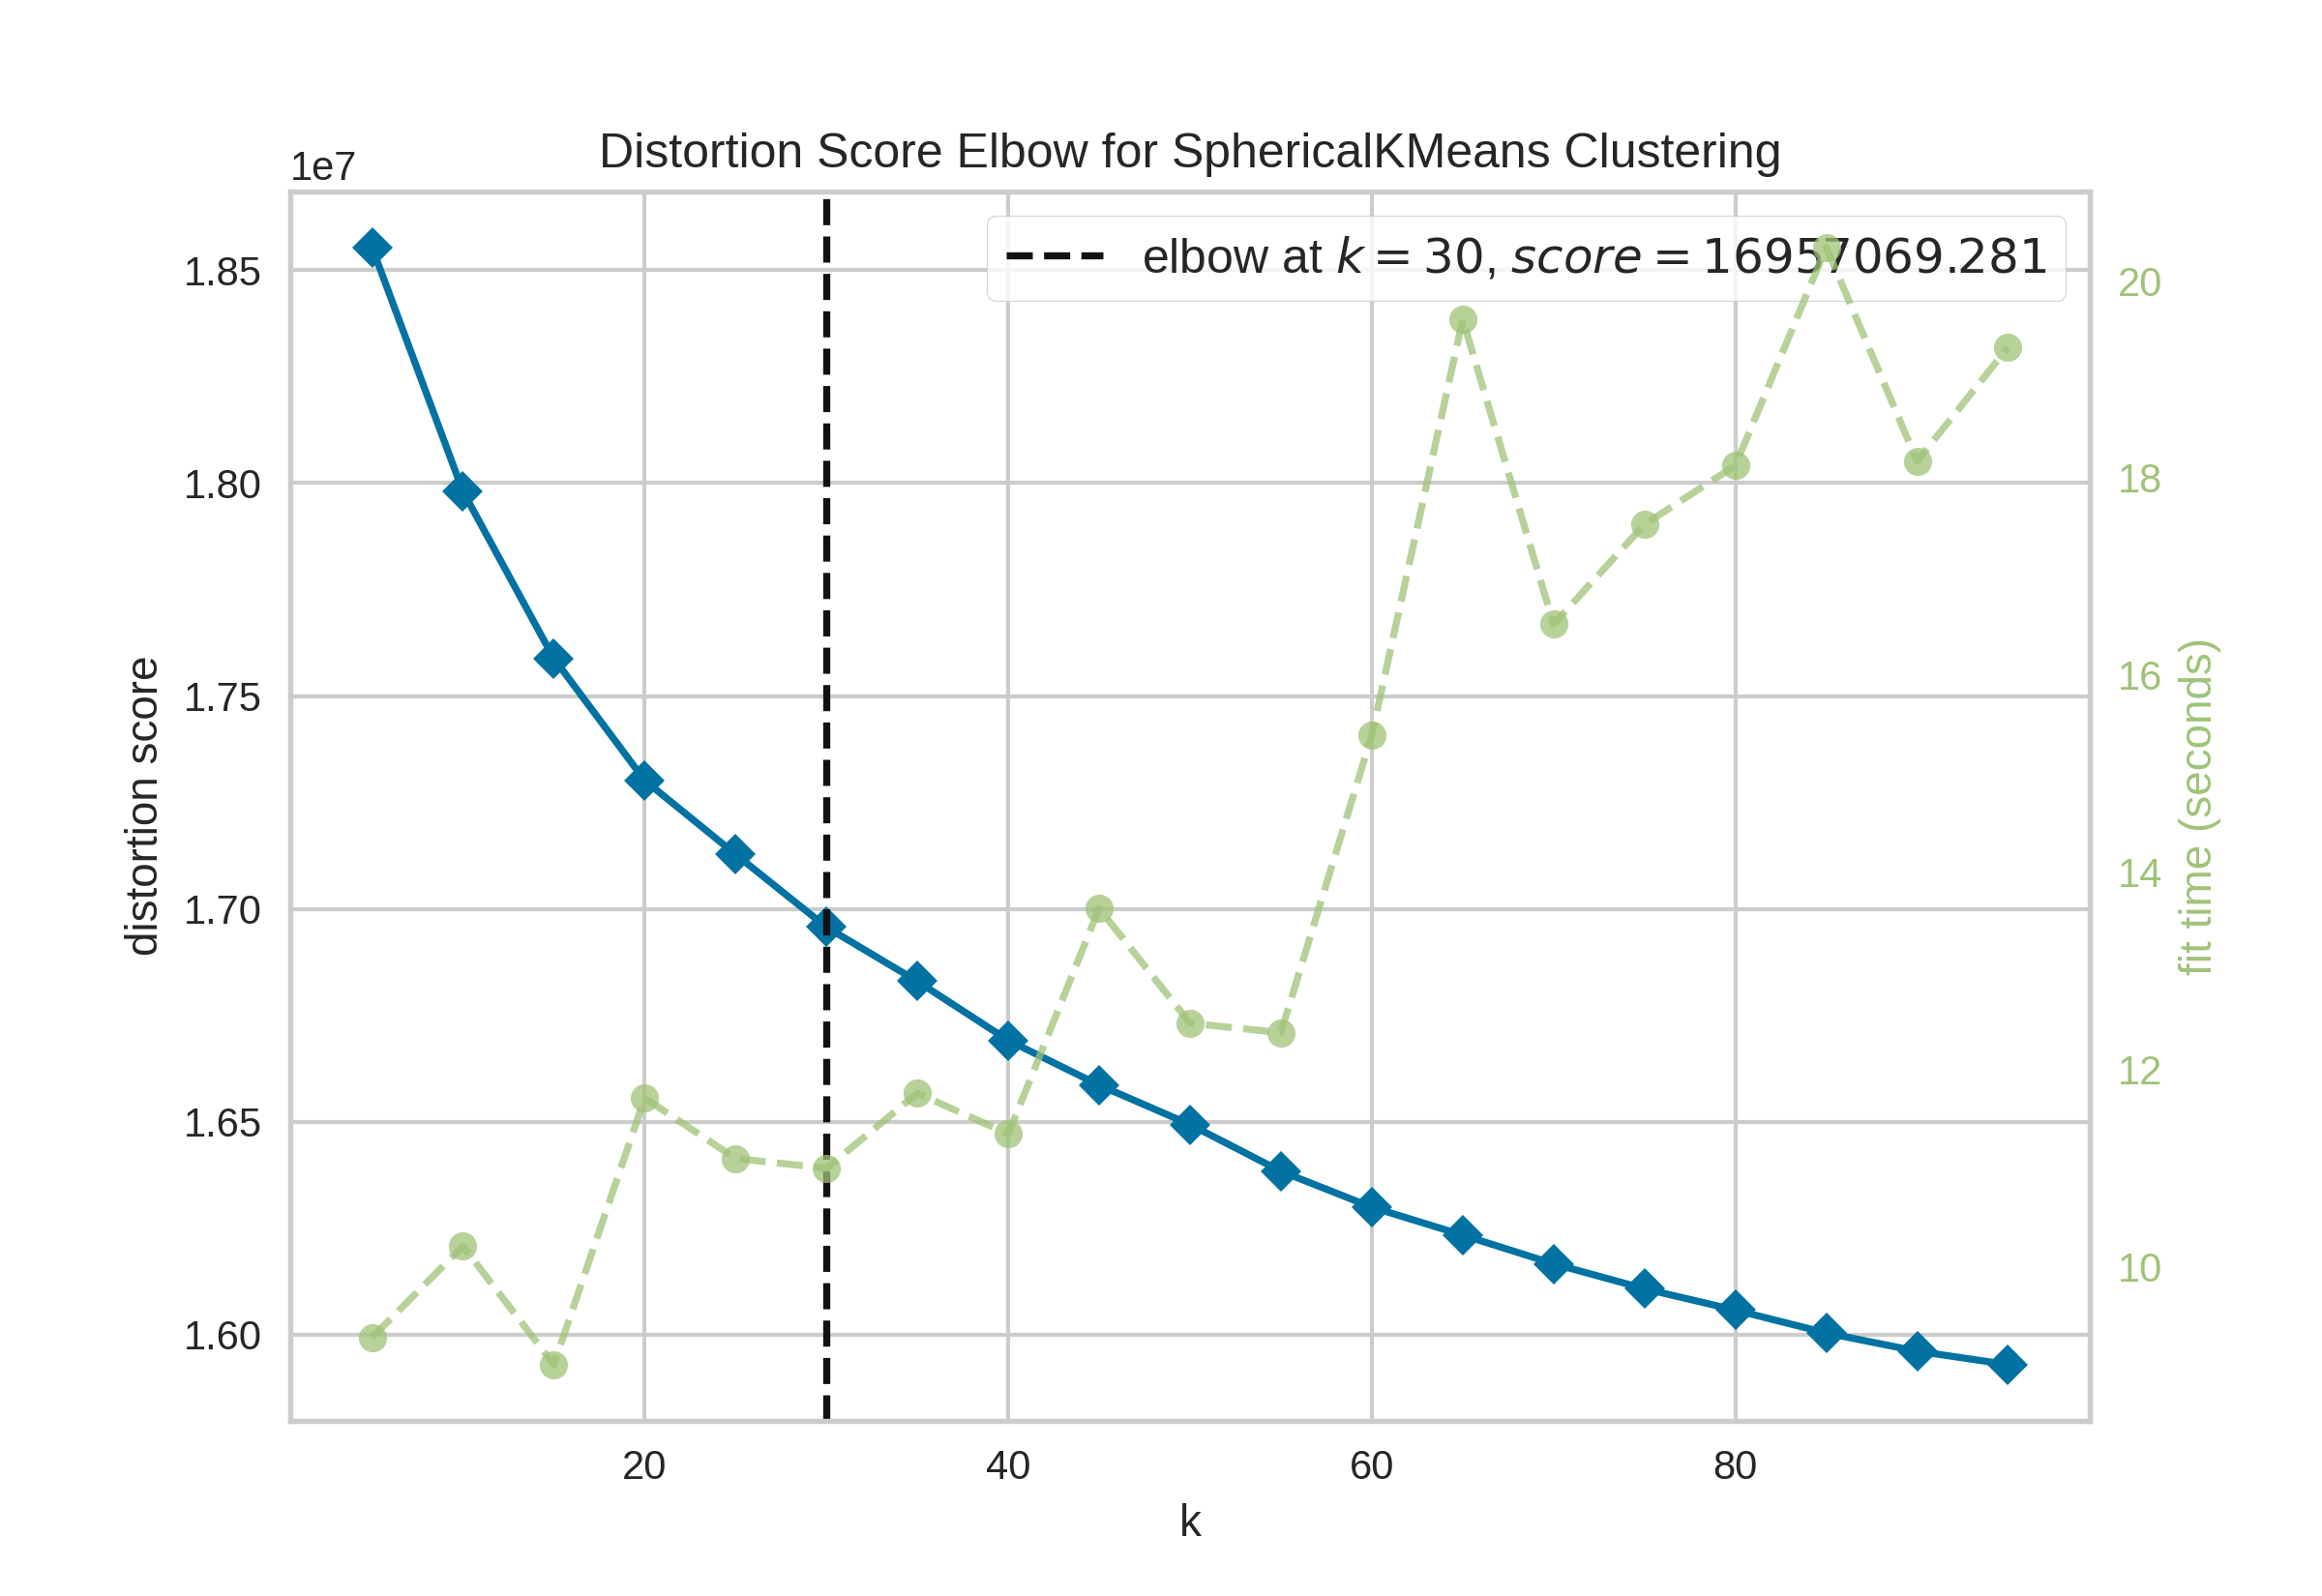 Distortion Score Elbow for SphericalKMeans Clustering
1e7
elbow at k = 30, score = 16957069.281
1.85
1.80
1.75
1.70
1.65
1.60
distortion score
20
18
16
14
12
10
fit time (seconds)
20 40 60 80
k